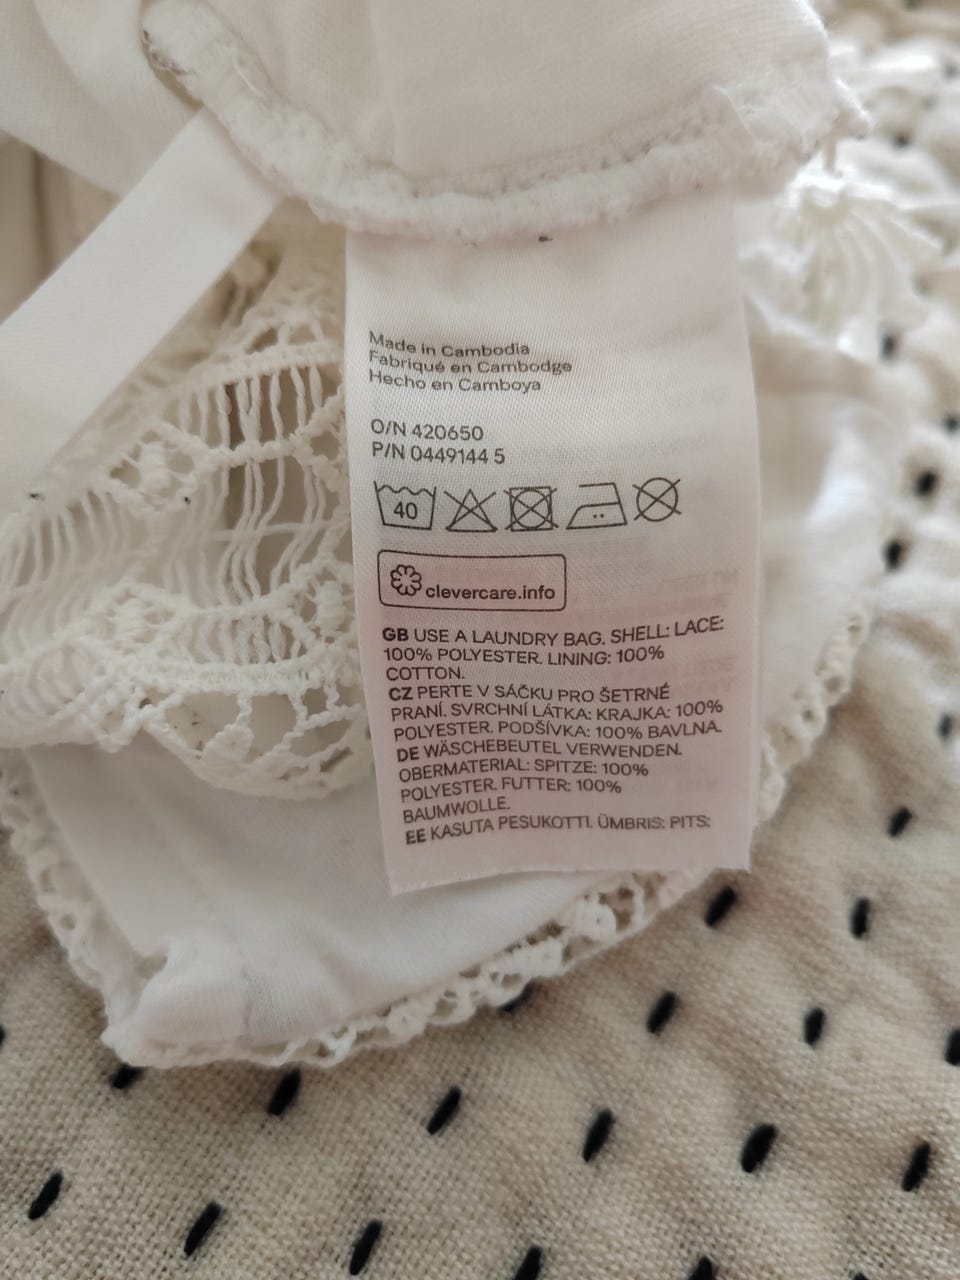 Made in Cambodia
Fabriqué en Cambodge
Hecho en Camboya
O/N 420650
P/N 0449144 5
40
clevercare.info
GB USE A LAUNDRY BAG. SHELL: LACE:
100% POLYESTER. LINING: 100%
COTTON.
CZ PERTE V SÁČKU PRO ŠETRNÉ
PRANÍ. SVRCHNÍ LÁTKA: KRAJKA: 100%
POLYESTER. PODŠÍVKA: 100% BAVLNA.
DE WÄSCHEBEUTEL VERWENDEN.
OBERMATERIAL: SPITZE: 100%
POLYESTER. FUTTER: 100%
BAUMWOLLE.
EE KASUTA PESUKOTTI. ÜMBRIS: PITS: